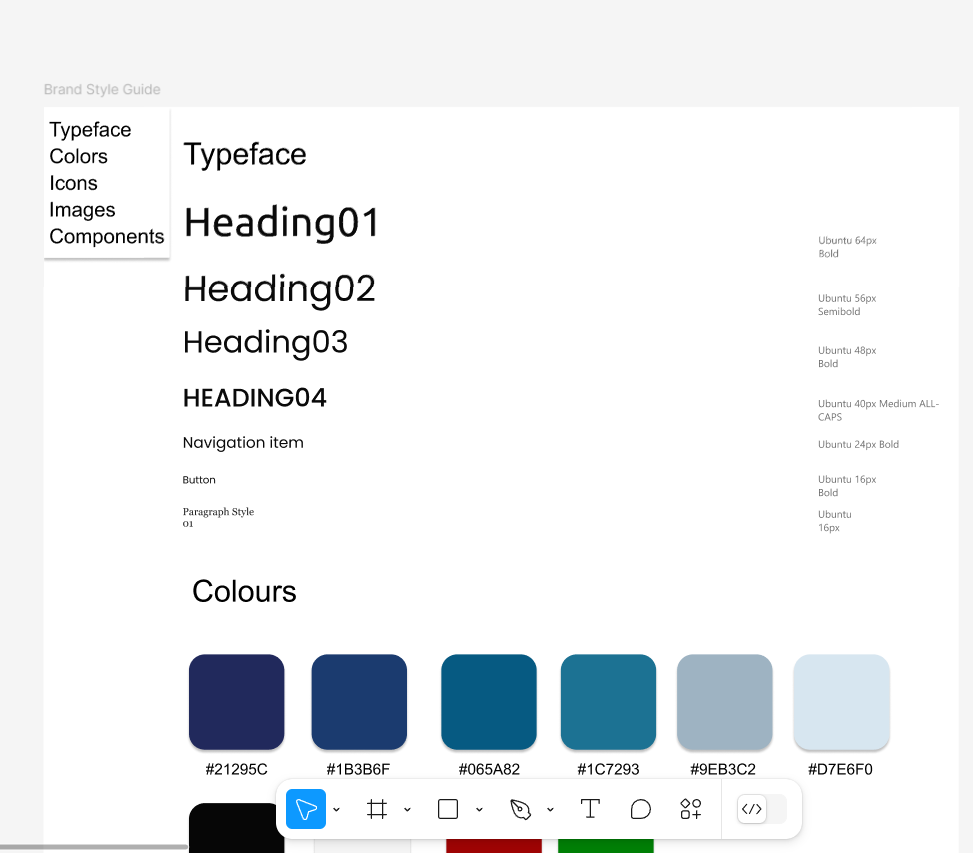 Brand Style Guide
Typeface
Colors
Icons
Images
Components
Typeface
Heading01
Ubuntu 64px
Bold
Heading02
Ubuntu 56px
Semibold
Heading03
Ubuntu 48px
Bold
HEADING04
Ubuntu 40px Medium ALL-
CAPS
Navigation item
Ubuntu 24px Bold
Button
Ubuntu 16px
Bold
Paragraph Style
01
Ubuntu
16px
Colours
#21295C
#1B3B6F
#065A82
#1C7293
#9EB3C2
#D7E6F0